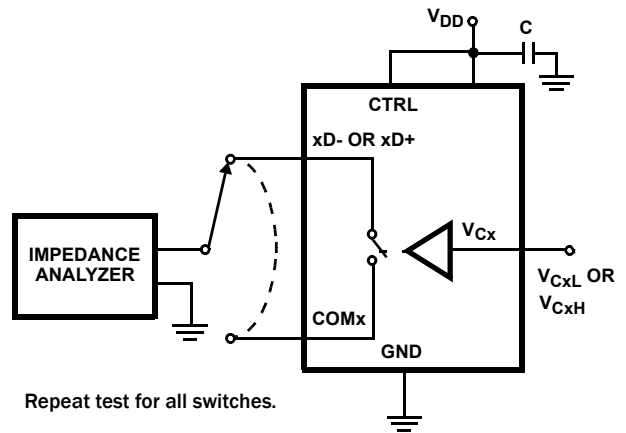 VDD
C
CTRL
xD- OR xD+
IMPEDANCE
ANALYZER
VCx
VCxL OR
VCxH
COMx
GND
Repeat test for all switches.